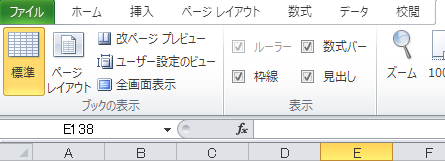 ファイル ホーム 挿入 ページ レイアウト 数式 データ 校閲
標準
ページ
レイアウト
改ページ プレビュー
ユーザー設定のビュー
全画面表示
ブックの表示
ルーラー
数式バー
枠線
見出し
表示
ズーム
100
E138
fx
A B C D E F